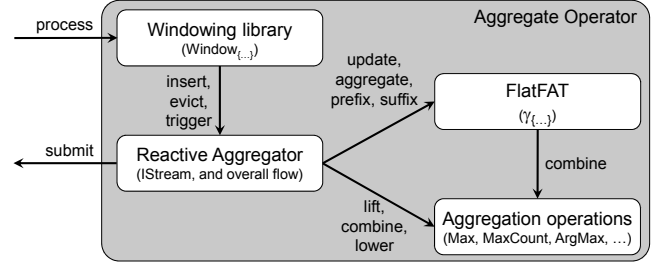 Aggregate Operator
process
Windowing library
(Window{...})
insert,
evict,
trigger
update,
aggregate,
prefix, suffix
FlatFAT
(γ{...})
submit
Reactive Aggregator
(IStream, and overall flow)
combine
lift,
combine,
lower
Aggregation operations
(Max, MaxCount, ArgMax, ...)